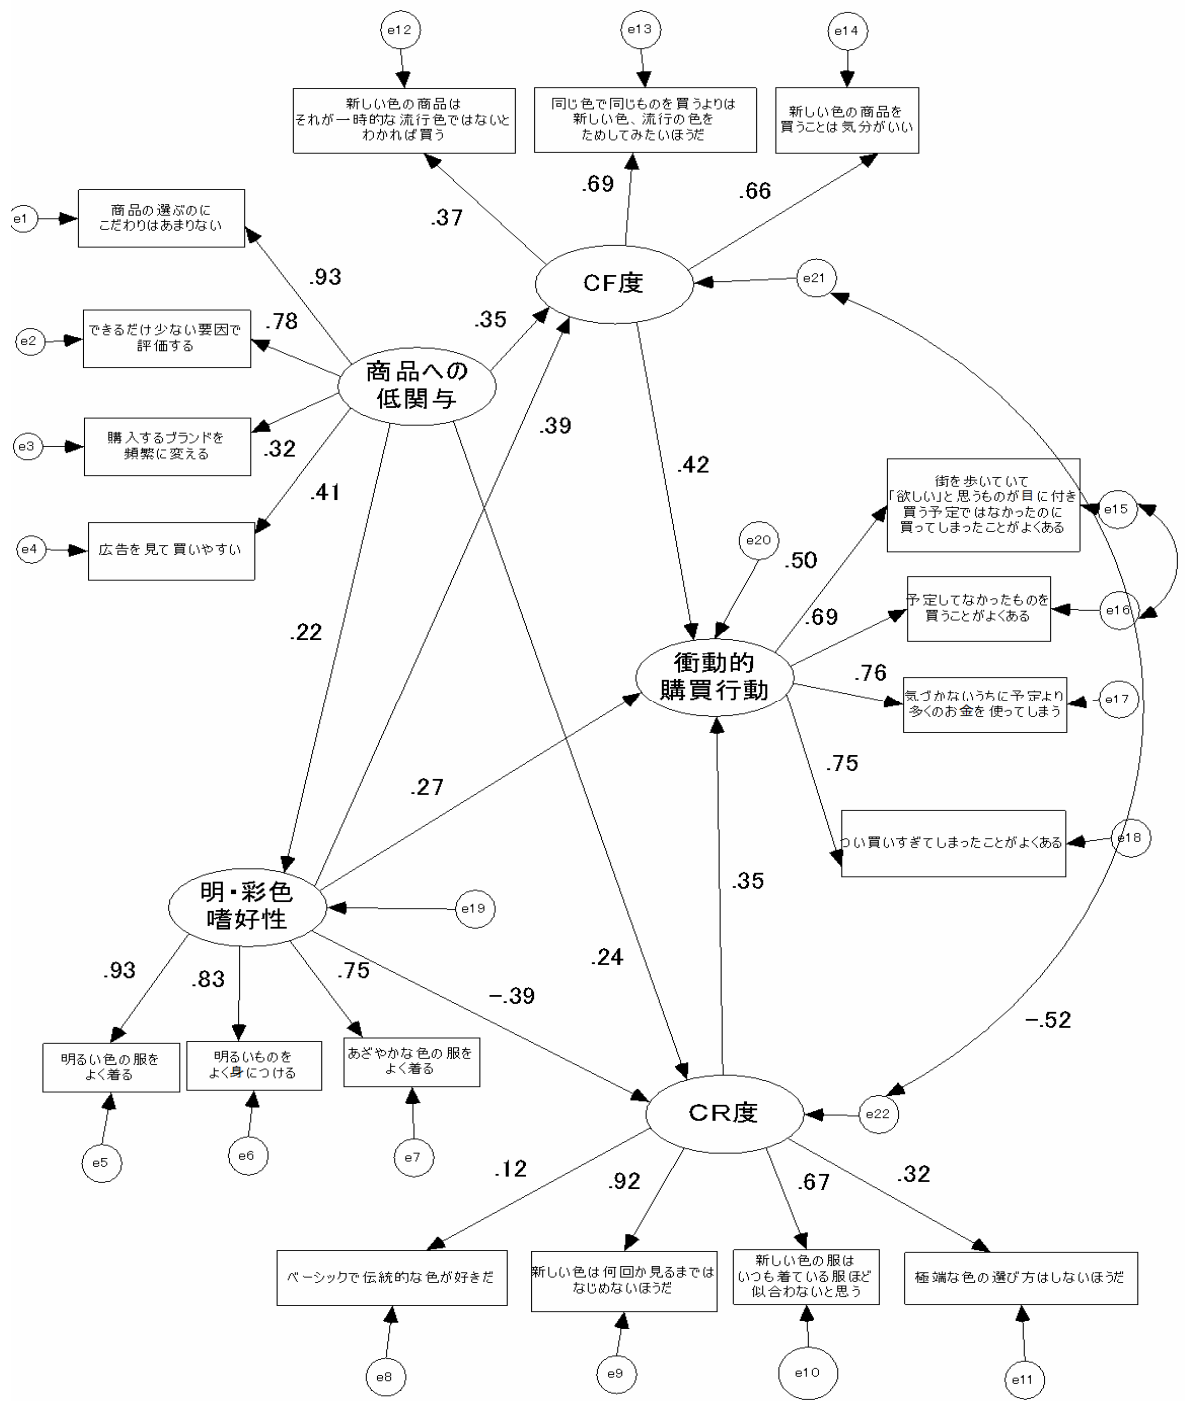 e12
e13
e14
新しい色の商品は
それが一時的な流行色ではないと
わかれば買う
同じ色で同じものを買うよりは
新しい色、流行の色を
ためしてみたいほうだ
新しい色の商品を
買うことは気分がいい
.37
.69
.66
e1
商品の選ぶのに
こだわりはあまりない
.93
CF度
e21
e2
できるだけ少ない要因で
評価する
.78
.35
商品への
低関与
e3
購入するブランドを
頻繁に変える
.32
.39
.42
.41
e4
広告を見て買いやすい
街を歩いていて
「欲しい」と思うものが目に付き
買う予定ではなかったのに
買ってしまったことがよくある
e15
e20
.50
予定してなかったものを
買うことがよくある
e16
.69
.22
衝動的
購買行動
.76
気づかないうちに予定より
多くのお金を使ってしまう
e17
.75
.27
つい買いすぎてしまったことがよくある
e18
.35
明・彩色
嗜好性
e19
.93
.83
.75
.24
-.39
-.52
明るい色の服を
よく着る
明るいものを
よく身につける
あざやかな色の服を
よく着る
e5
e6
e7
CR度
e22
.12
.92
.67
.32
ベーシックで伝統的な色が好きだ
新しい色は何回か見るまでは
なじめないほうだ
新しい色の服は
いつも着ている服ほど
似合わないと思う
極端な色の選び方はしないほうだ
e8
e9
e10
e11